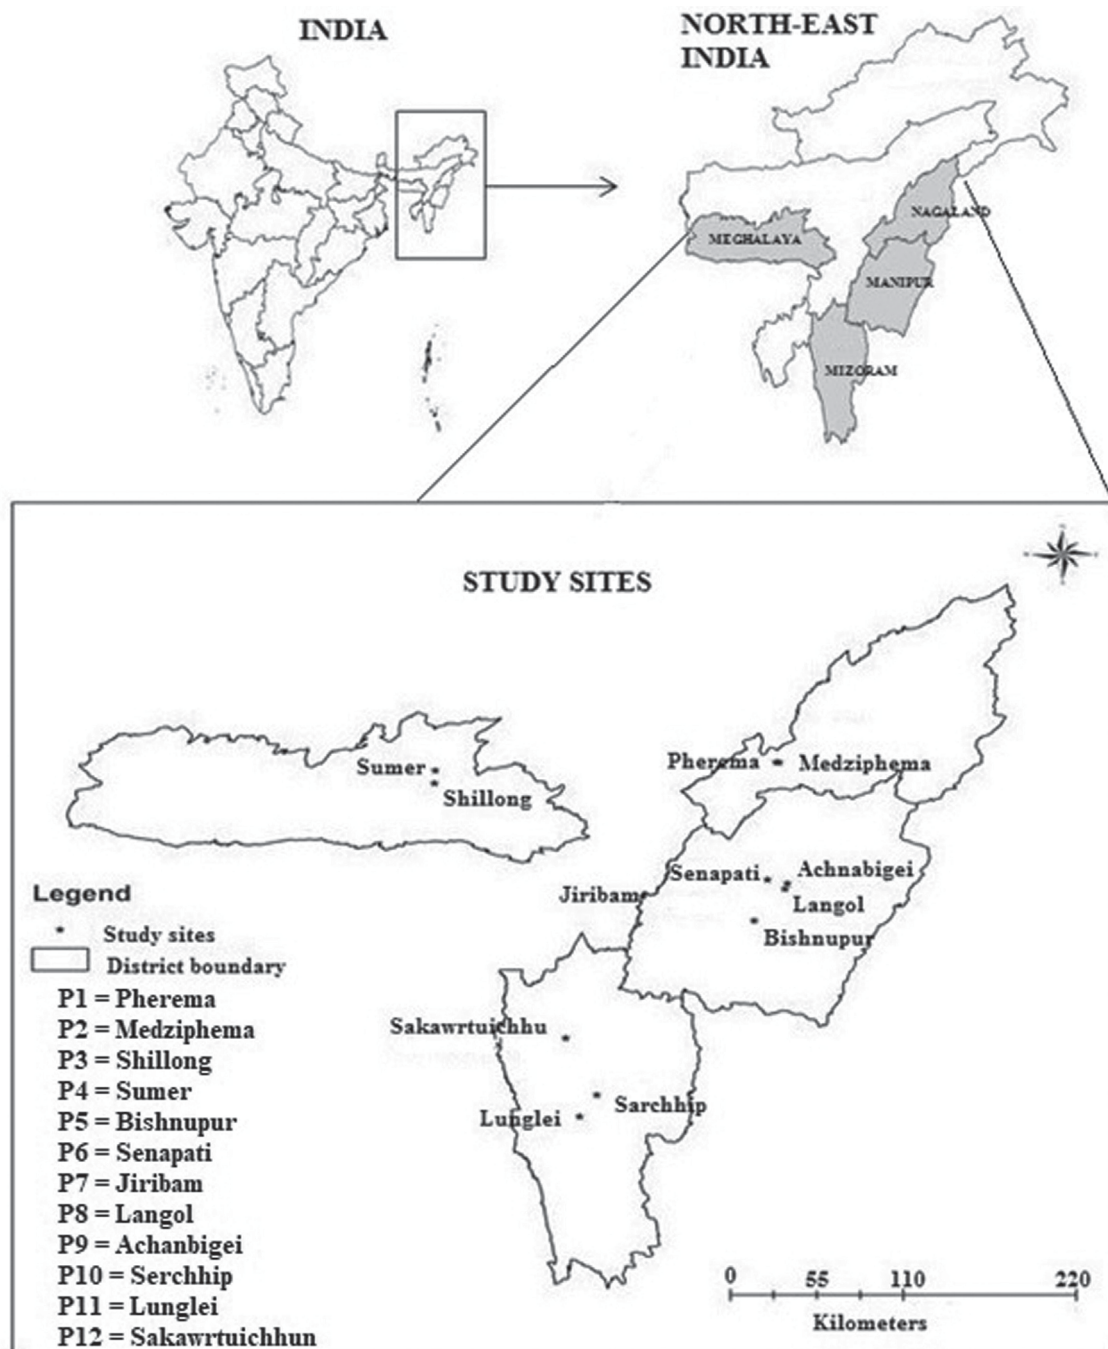 INDIA
NORTH-EAST
INDIA
NAGALAND
MEGHALAYA
MANIPUR
MIZORAM
STUDY SITES
Sumer
Shillong
Pherema
Medziphema
Senapati
Achnabigei
Jiribam
Langol
Bishnupur
Sakawrtuichhu
Sarchhip
Lunglei
Legend
Study sites
District boundary
P1 = Pherema
P2 = Medziphema
P3 = Shillong
P4 = Sumer
P5 = Bishnupur
P6 = Senapati
P7 = Jiribam
P8 = Langol
P9 = Achanbigei
P10 = Serchhip
P11 = Lunglei
P12 = Sakawrtuichhun
0 55 110 220
Kilometers